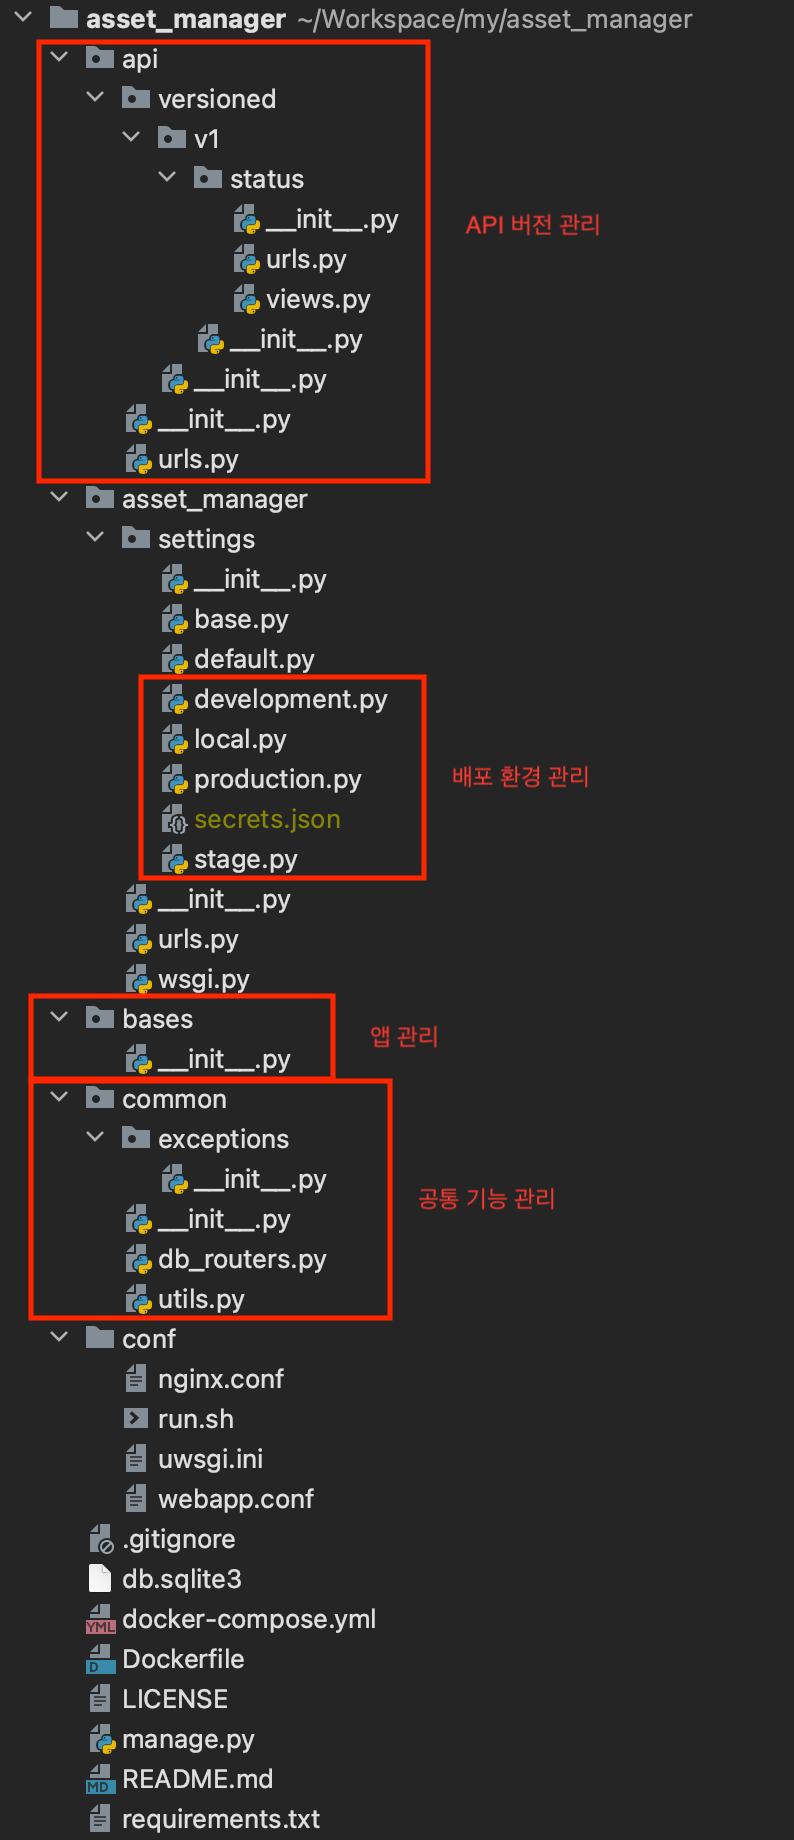 asset_manager ~/Workspace/my/asset_manager
api
versioned
v1
status
__init__.py
API 버전 관리
urls.py
views.py
__init__.py
__init__.py
__init__.py
urls.py
asset_manager
settings
__init__.py
base.py
default.py
development.py
local.py
production.py
배포 환경 관리
secrets.json
stage.py
__init__.py
urls.py
wsgi.py
bases
앱 관리
__init__.py
common
exceptions
__init__.py
공통 기능 관리
__init__.py
db_routers.py
utils.py
conf
nginx.conf
run.sh
uwsgi.ini
webapp.conf
.gitignore
db.sqlite3
YML docker-compose.yml
D Dockerfile
LICENSE
manage.py
MD README.md
requirements.txt